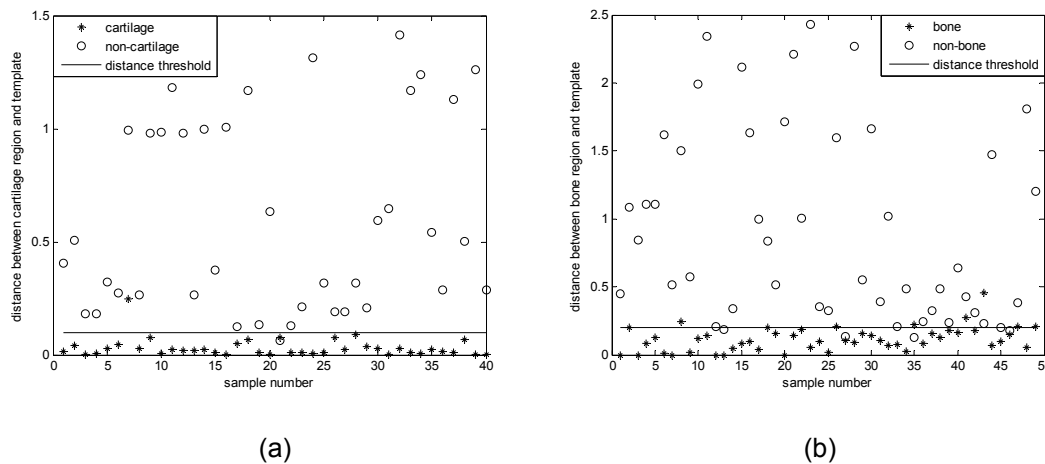 1.5
cartilage
non-cartilage
distance threshold
1
0.5
0
distance between cartilage region and template
0 5 10 15 20 25 30 35 40
sample number
(a)
2.5
bone
non-bone
distance threshold
2
1.5
1
0.5
0
distance between bone region and template
0 5 10 15 20 25 30 35 40 45 50
sample number
(b)